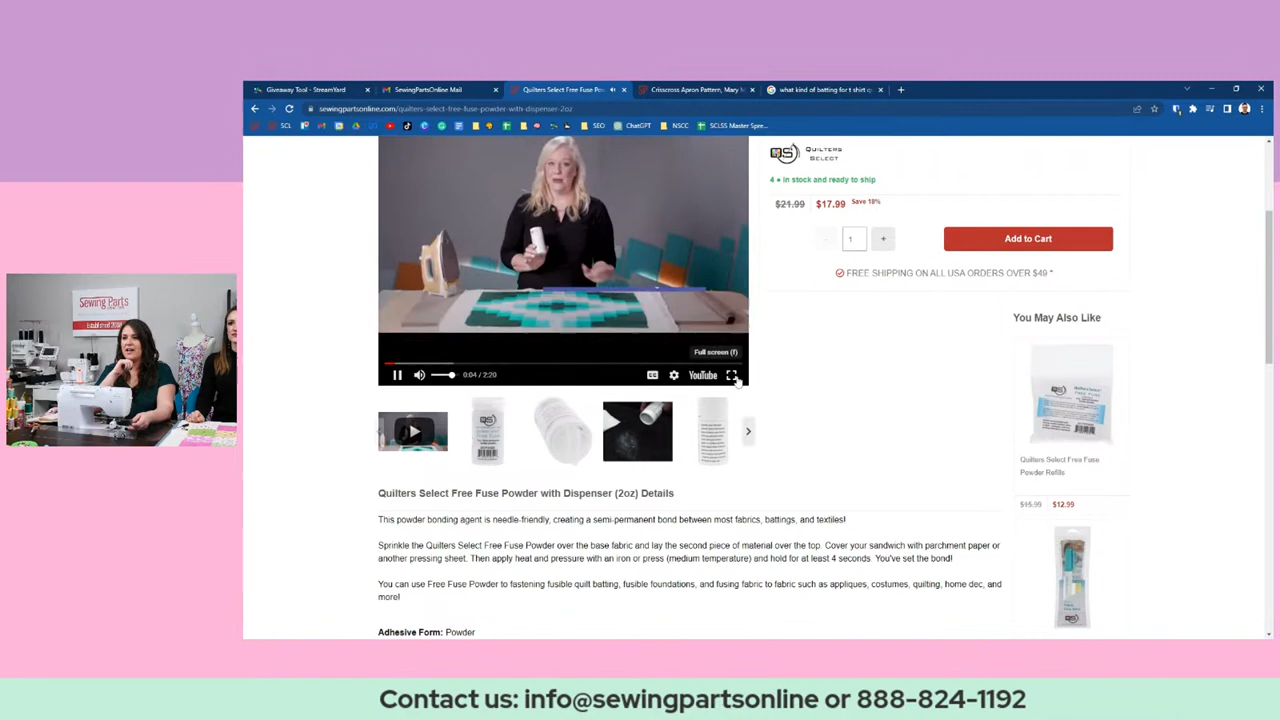 Giveaway Tool - StreamYard
SewingPartsOnline Mail
Quilters Select Free Fuse Pow
Crisscross Apron Pattern, Mary M
what kind of batting for t shirt q
sewingpartsonline.com/quilters-select-free-fuse-powder-with-dispenser-2oz
SCL
SEO
ChatGPT
NSCC
SCLSS Master Spre...
QS QUILTERS
SELECT
4 ● in stock and ready to ship
$21.99 $17.99 Save 18%
- 1 + Add to Cart
FREE SHIPPING ON ALL USA ORDERS OVER $49 *
You May Also Like
Full screen (f)
0:04 / 2:20
CC
YouTube
Sewing Parts
Quilters Select Free Fuse
Powder Refills
$15.99 $12.99
Quilters Select Free Fuse Powder with Dispenser (2oz) Details
This powder bonding agent is needle-friendly, creating a semi-permanent bond between most fabrics, battings, and textiles!
Sprinkle the Quilters Select Free Fuse Powder over the base fabric and lay the second piece of material over the top. Cover your sandwich with parchment paper or
another pressing sheet. Then apply heat and pressure with an iron or press (medium temperature) and hold for at least 4 seconds. You've set the bond!
You can use Free Fuse Powder to fastening fusible quilt batting, fusible foundations, and fusing fabric to fabric such as appliques, costumes, quilting, home dec, and
more!
Adhesive Form: Powder
Contact us: info@sewingpartsonline or 888-824-1192